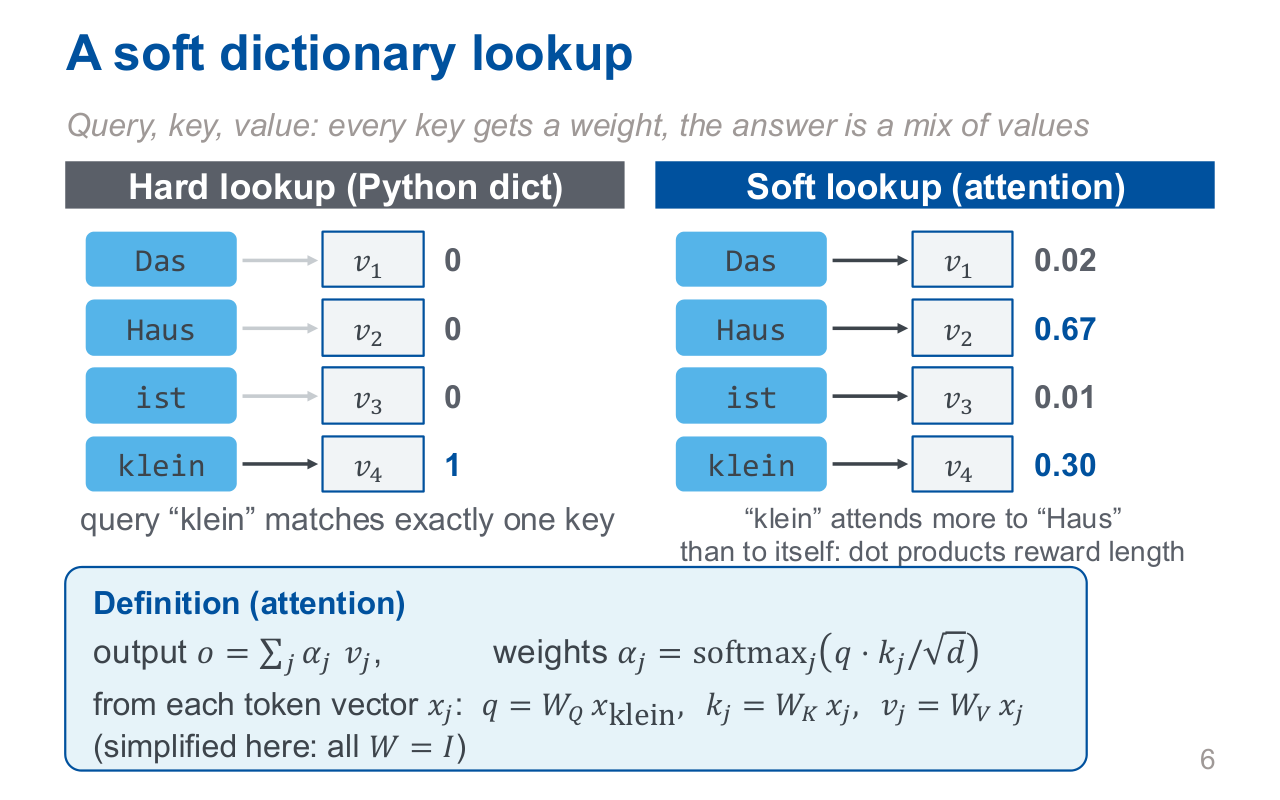 A soft dictionary lookup
Query, key, value: every key gets a weight, the answer is a mix of values
Hard lookup (Python dict)
Das v₁ 0
Haus v₂ 0
ist v₃ 0
klein v₄ 1
query “klein” matches exactly one key
Soft lookup (attention)
Das v₁ 0.02
Haus v₂ 0.67
ist v₃ 0.01
klein v₄ 0.30
“klein” attends more to “Haus”
than to itself: dot products reward length
Definition (attention)
output o = ∑ⱼ αⱼ vⱼ, weights αⱼ = softmaxⱼ(q · kⱼ/√d)
from each token vector xⱼ: q = W_Q x_klein, kⱼ = W_K xⱼ, vⱼ = W_V xⱼ
(simplified here: all W = I)
6